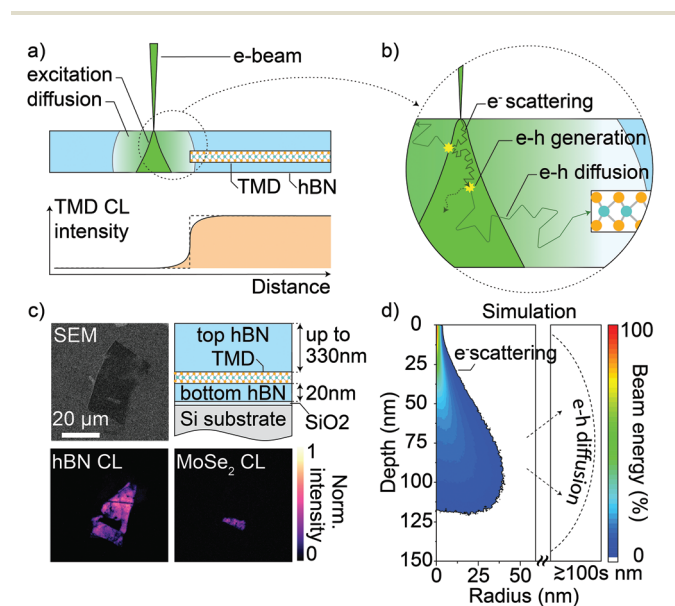 a)
e-beam
excitation
diffusion
TMD
hBN
TMD CL
intensity
Distance
b)
e⁻ scattering
e-h generation
e-h diffusion
c)
SEM
20 μm
top hBN
TMD
bottom hBN
Si substrate
up to
330nm
20nm
SiO2
hBN CL
MoSe₂ CL
1
Norm.
intensity
0
d)
Simulation
0
25
50
75
100
125
150
Depth (nm)
e⁻scattering
e-h diffusion
0
25
50
≳100s nm
Radius (nm)
100
0
Beam energy (%)